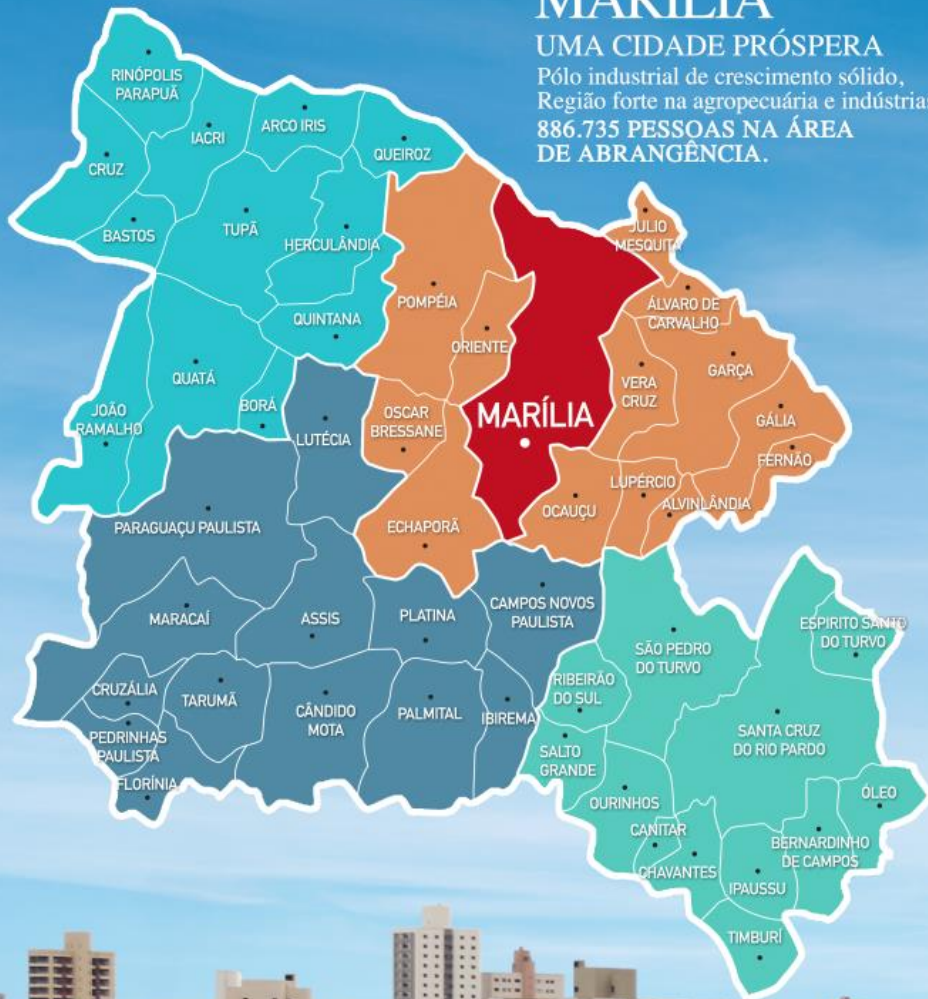 MARÍLIA
UMA CIDADE PRÓSPERA
Pólo industrial de crescimento sólido,
Região forte na agropecuária e indústria
886.735 PESSOAS NA ÁREA
DE ABRANGÊNCIA.
RINÓPOLIS
PARAPUÃ
IACRI
ARCO IRIS
QUEIROZ
CRUZ
BASTOS
TUPÃ
HERCULÂNDIA
JULIO
MESQUITA
POMPÉIA
ÁLVARO DE
CARVALHO
QUINTANA
ORIENTE
GARÇA
QUATÁ
VERA
CRUZ
BORÁ
JOÃO
RAMALHO
LUTÉCIA
OSCAR
BRESSANE
MARÍLIA
GÁLIA
FERNÃO
LUPÉRCIO
ALVINLÂNDIA
OCAUÇU
PARAGUAÇU PAULISTA
ECHAPORÃ
MARACAÍ
ASSIS
PLATINA
CAMPOS NOVOS
PAULISTA
ESPIRITO SANTO
DO TURVO
SÃO PEDRO
DO TURVO
CRUZÁLIA
TARUMÃ
RIBEIRÃO
DO SUL
CÂNDIDO
MOTA
PALMITAL
IBIREMA
PEDRINHAS
PAULISTA
SANTA CRUZ
DO RIO PARDO
SALTO
GRANDE
FLORÍNIA
OURINHOS
ÓLEO
CANITAR
CHAVANTES
BERNARDINHO
DE CAMPOS
IPAUSSU
TIMBURÍ